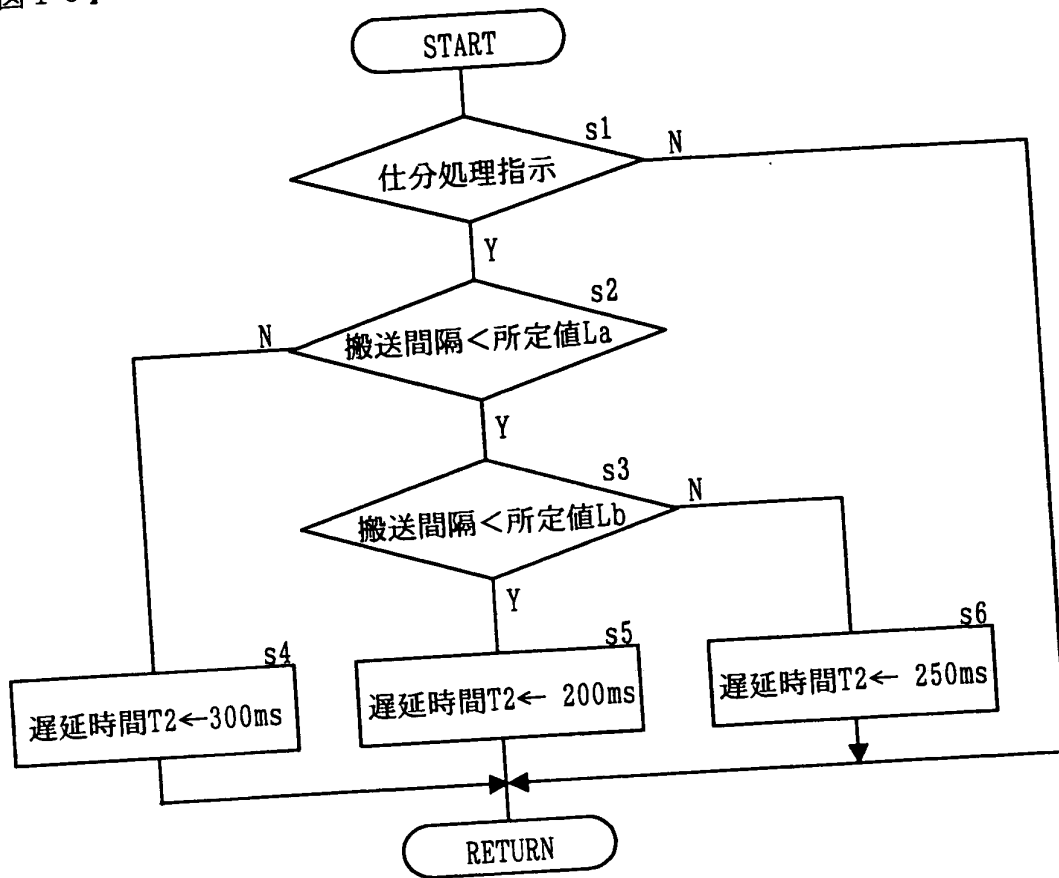 START
s1
N
仕分処理指示
Y
s2
N
搬送間隔<所定値La
Y
s3
N
搬送間隔<所定値Lb
Y
s4
遅延時間T2←300ms
s5
遅延時間T2← 200ms
s6
遅延時間T2← 250ms
RETURN